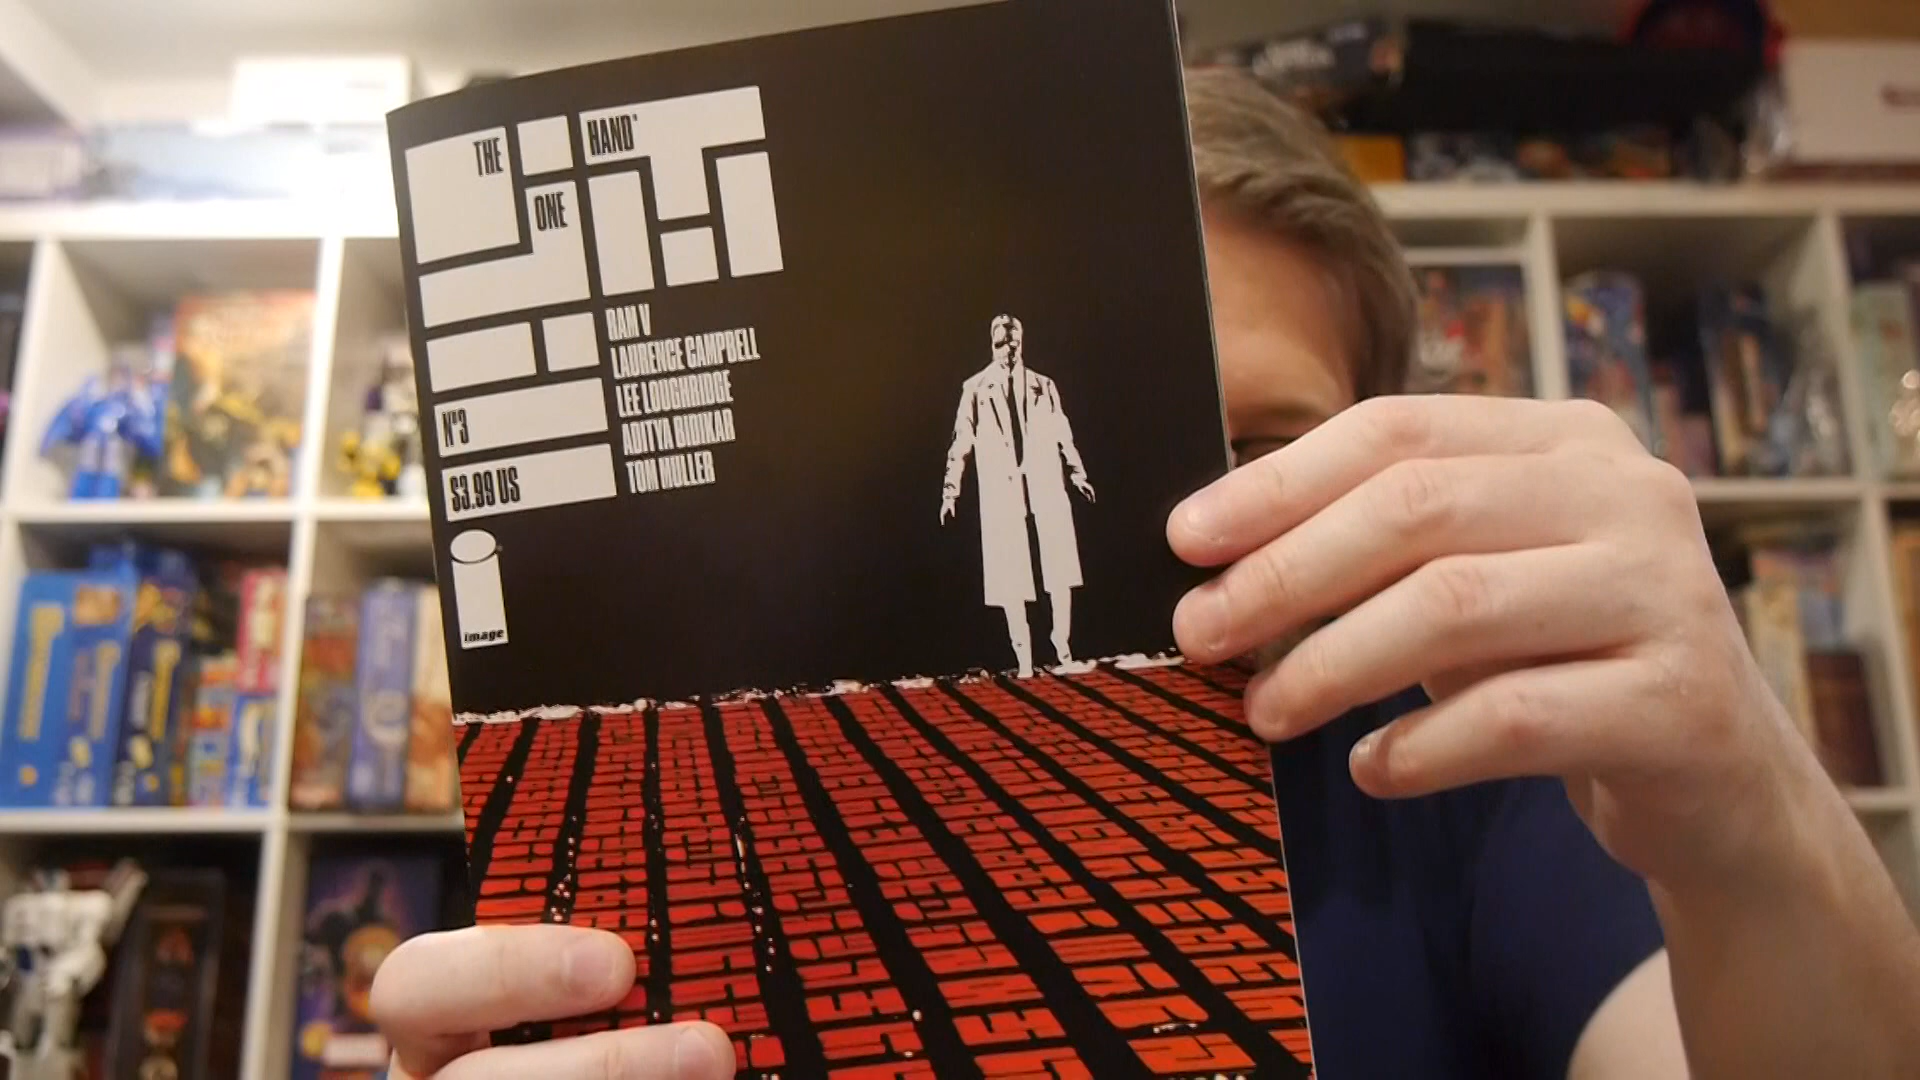 THE
HAND
ONE
RAM V
LAURENCE CAMPBELL
LEE LOUGHRIDGE
ADITYA BIDIKAR
TOM MULLER
Nº3
$3.99 US
image